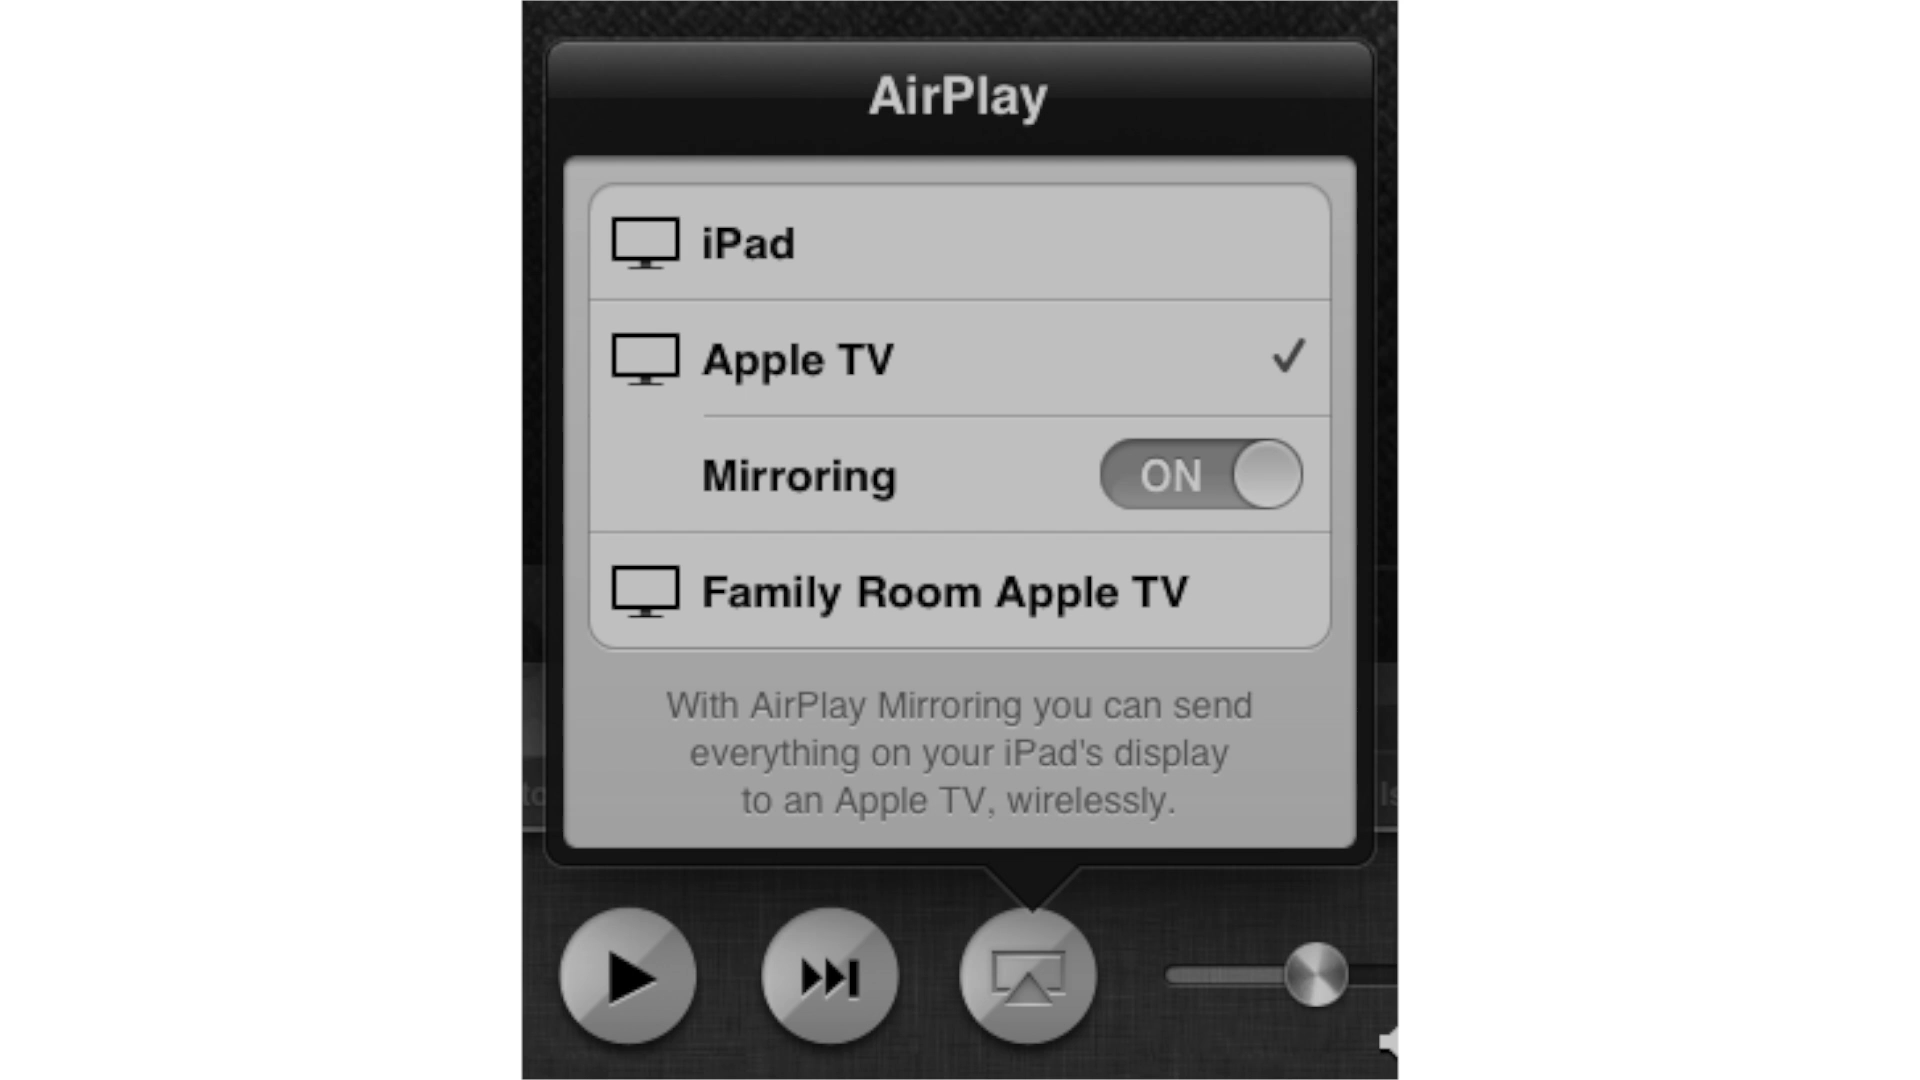 AirPlay
iPad
Apple TV
Mirroring
ON
Family Room Apple TV
With AirPlay Mirroring you can send
everything on your iPad's display
to an Apple TV, wirelessly.